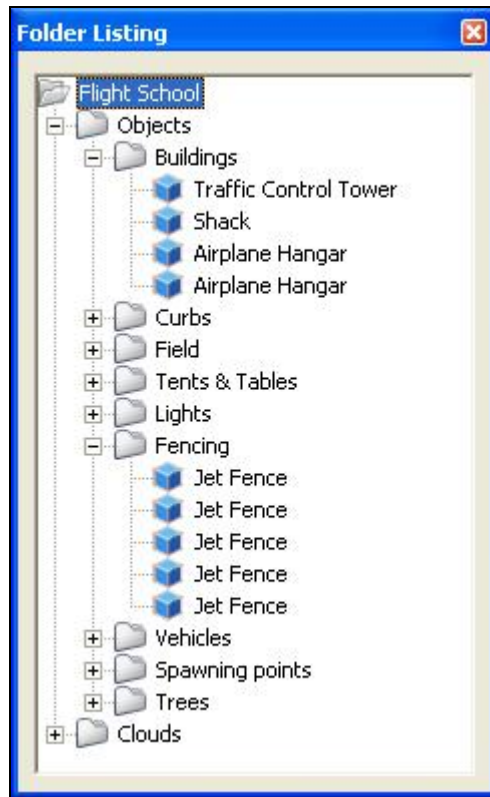 Folder Listing
Flight School
Objects
Buildings
Traffic Control Tower
Shack
Airplane Hangar
Airplane Hangar
Curbs
Field
Tents & Tables
Lights
Fencing
Jet Fence
Jet Fence
Jet Fence
Jet Fence
Jet Fence
Vehicles
Spawning points
Trees
Clouds